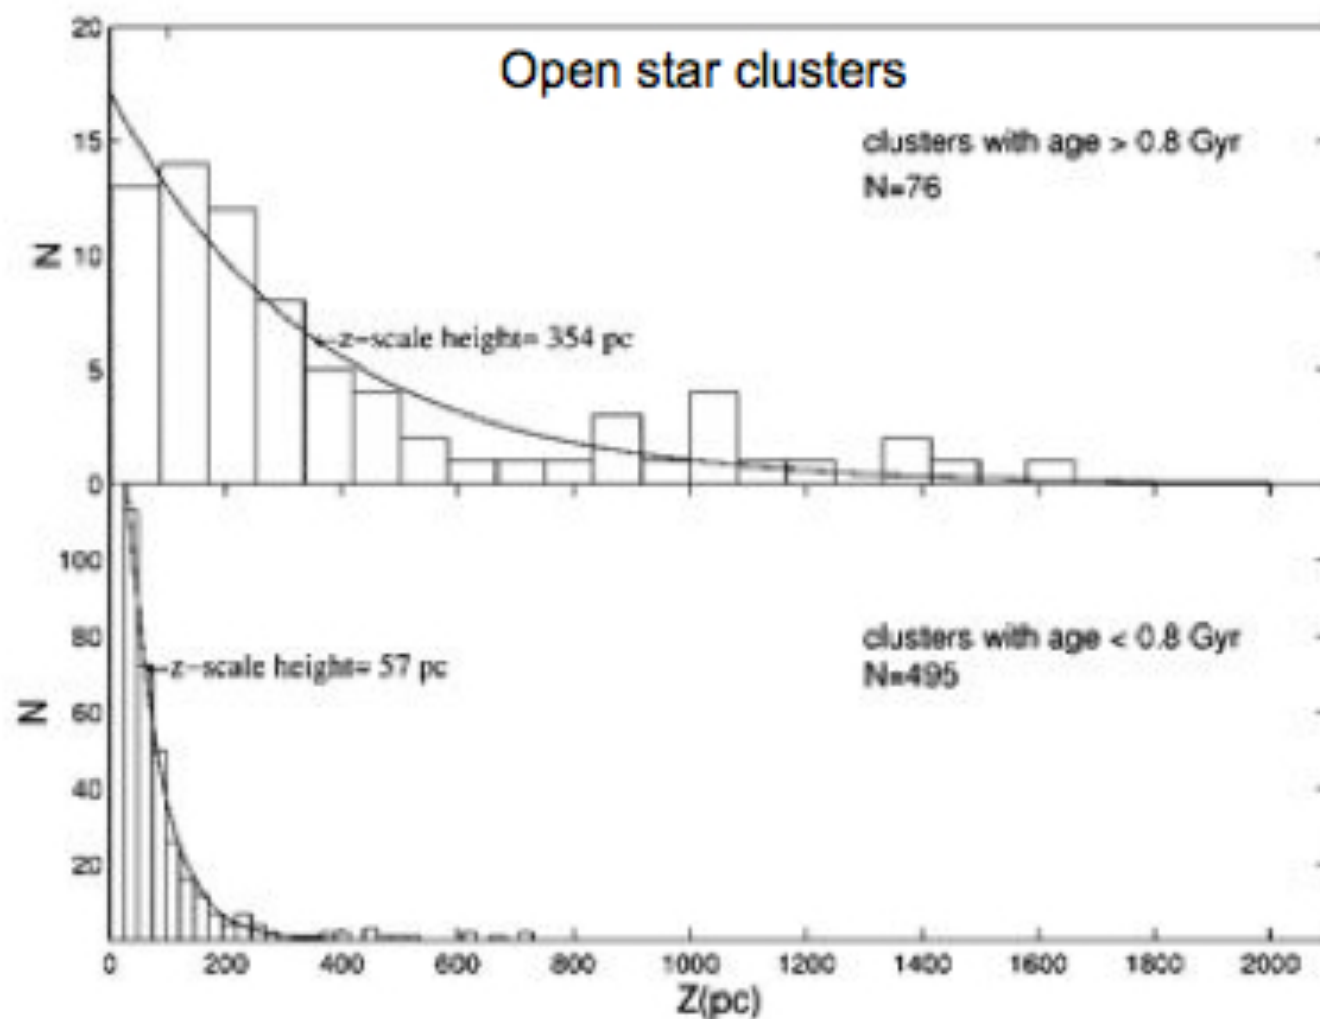 Open star clusters
20
15
10
5
0
N
clusters with age > 0.8 Gyr
N=76
z-scale height= 354 pc
100
80
60
40
20
N
clusters with age < 0.8 Gyr
N=495
z-scale height= 57 pc
0 200 400 600 800 1000 1200 1400 1600 1800 2000
Z(pc)